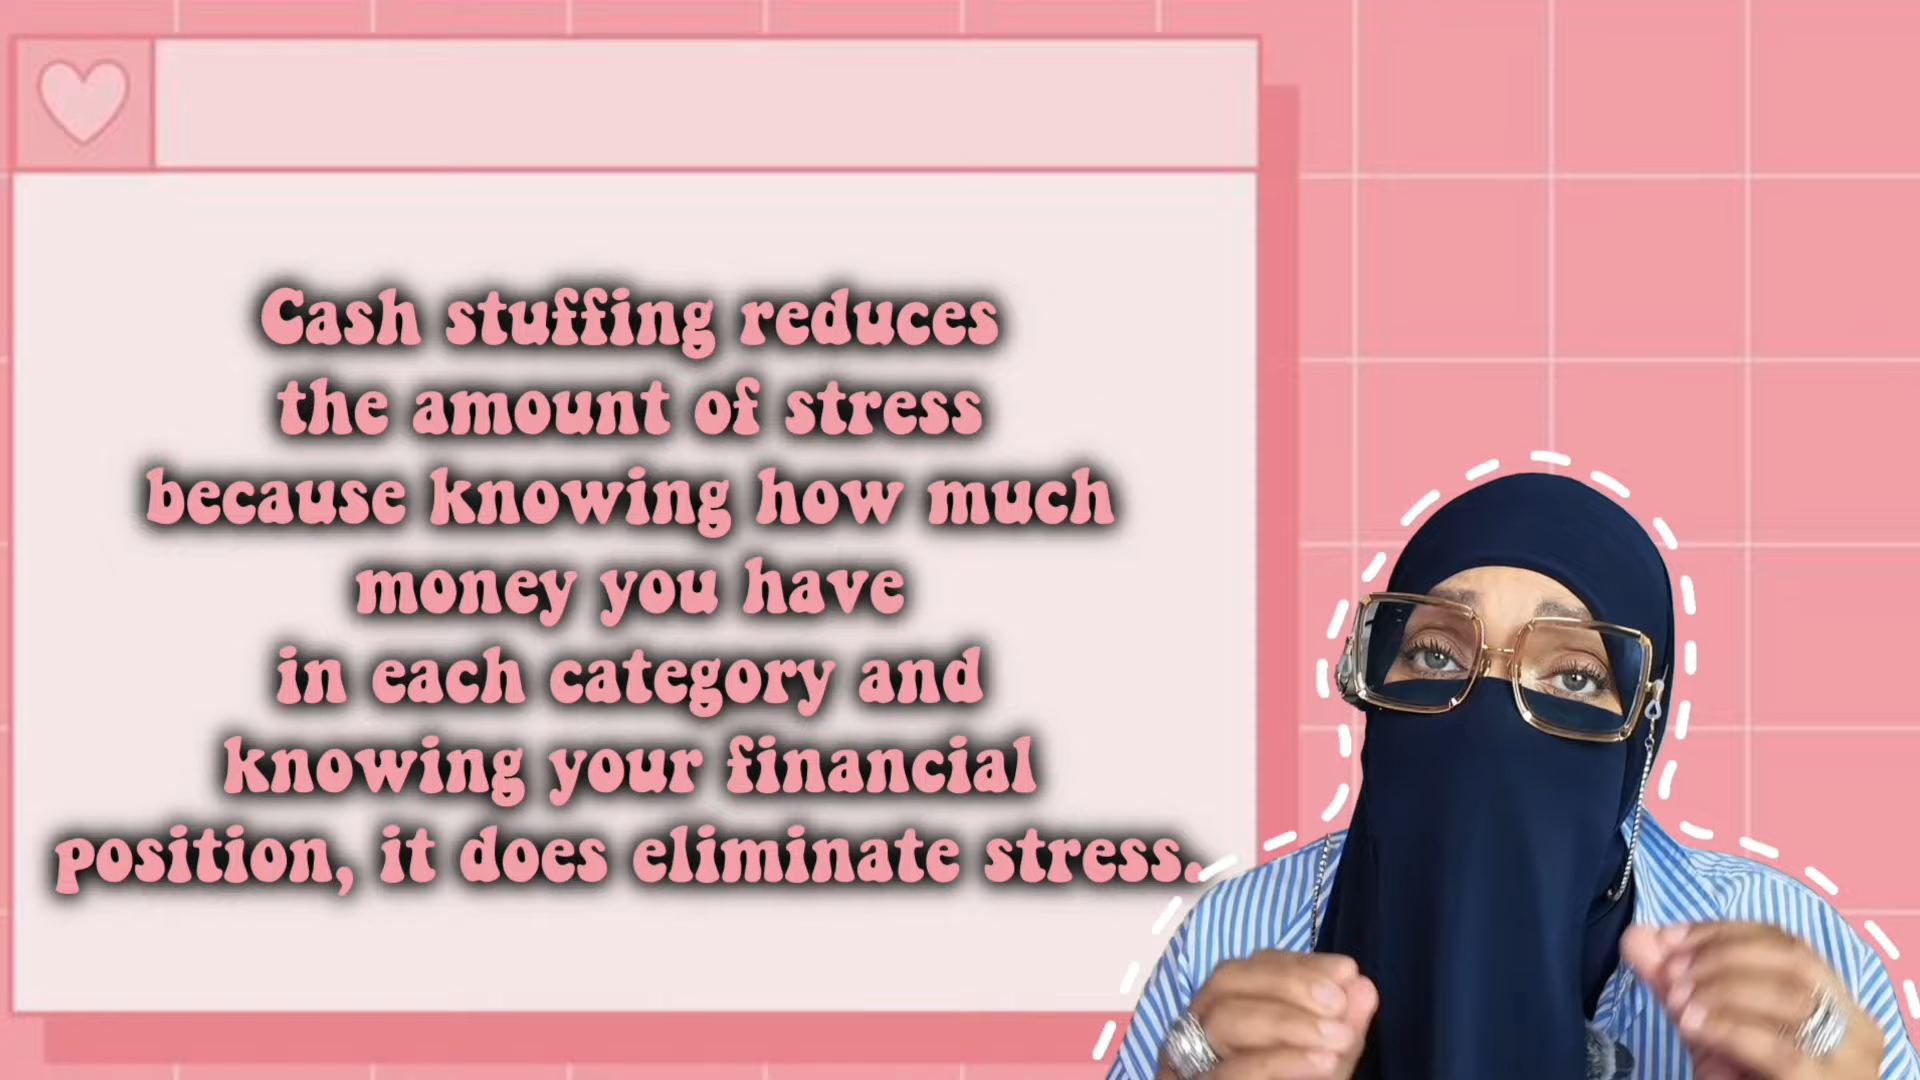 Cash stuffing reduces
the amount of stress
because knowing how much
money you have
in each category and
knowing your financial
position, it does eliminate stress.